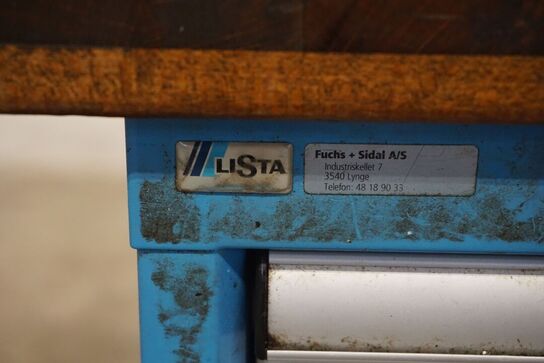 LISTA
Fuchs + Sidal A/S
Industriskellet 7
3540 Lynge
Telefon: 48 18 90 33